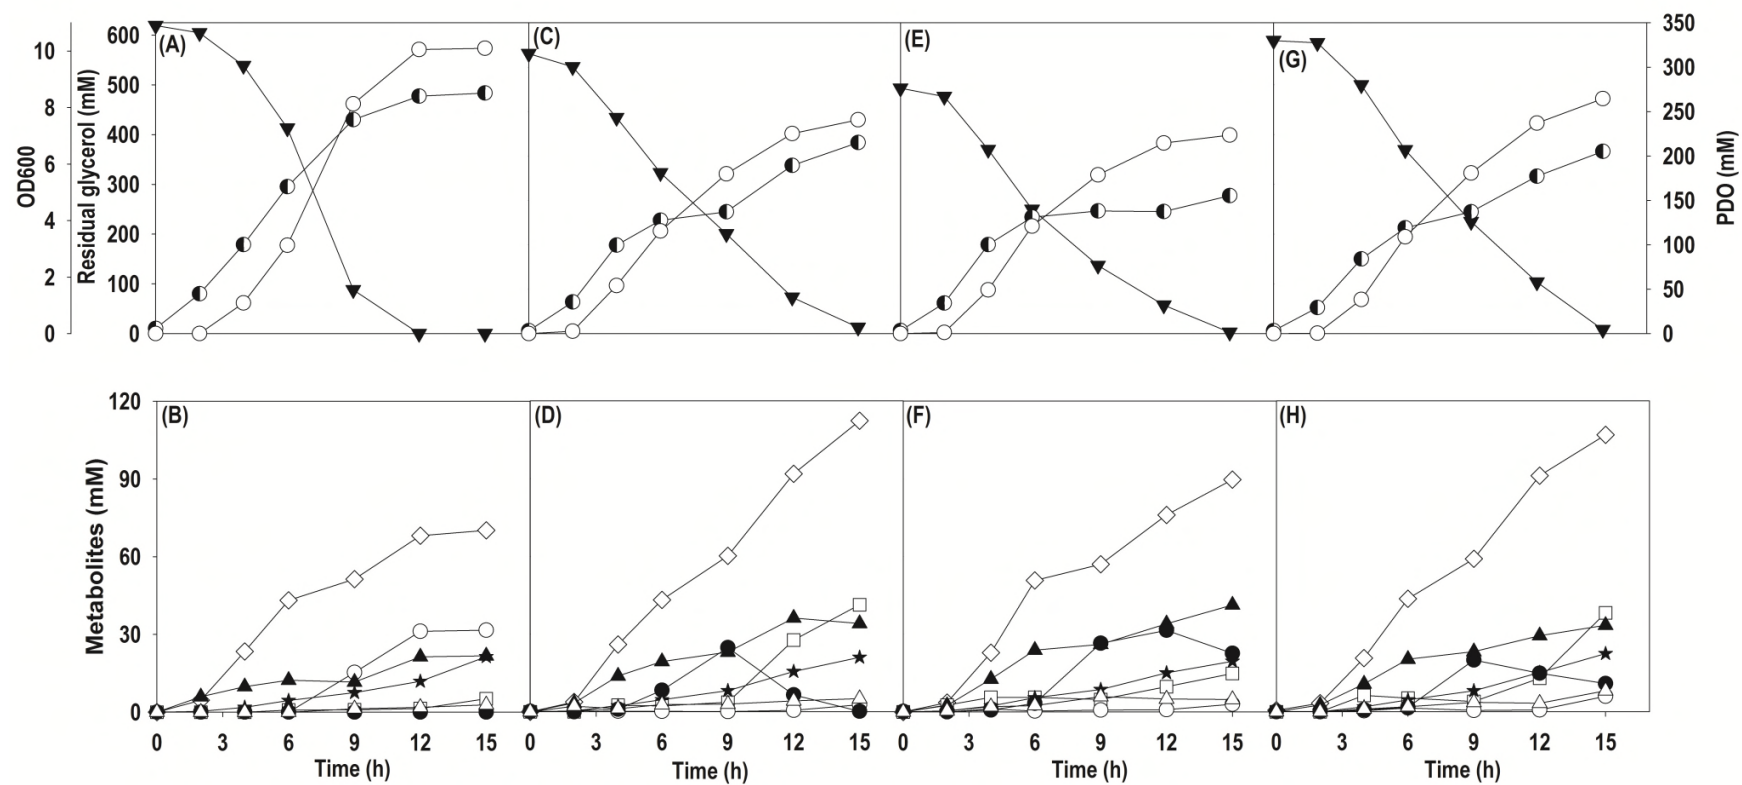 OD600
10
8
6
4
2
0
Residual glycerol (mM)
600
500
400
300
200
100
0
(A)
(C)
(E)
(G)
350
300
250
200
150
100
50
0
PDO (mM)
Metabolites (mM)
120
90
60
30
0
(B)
(D)
(F)
(H)
0 3 6 9 12 15 0 3 6 9 12 15 0 3 6 9 12 15 0 3 6 9 12 15
Time (h) Time (h) Time (h) Time (h)